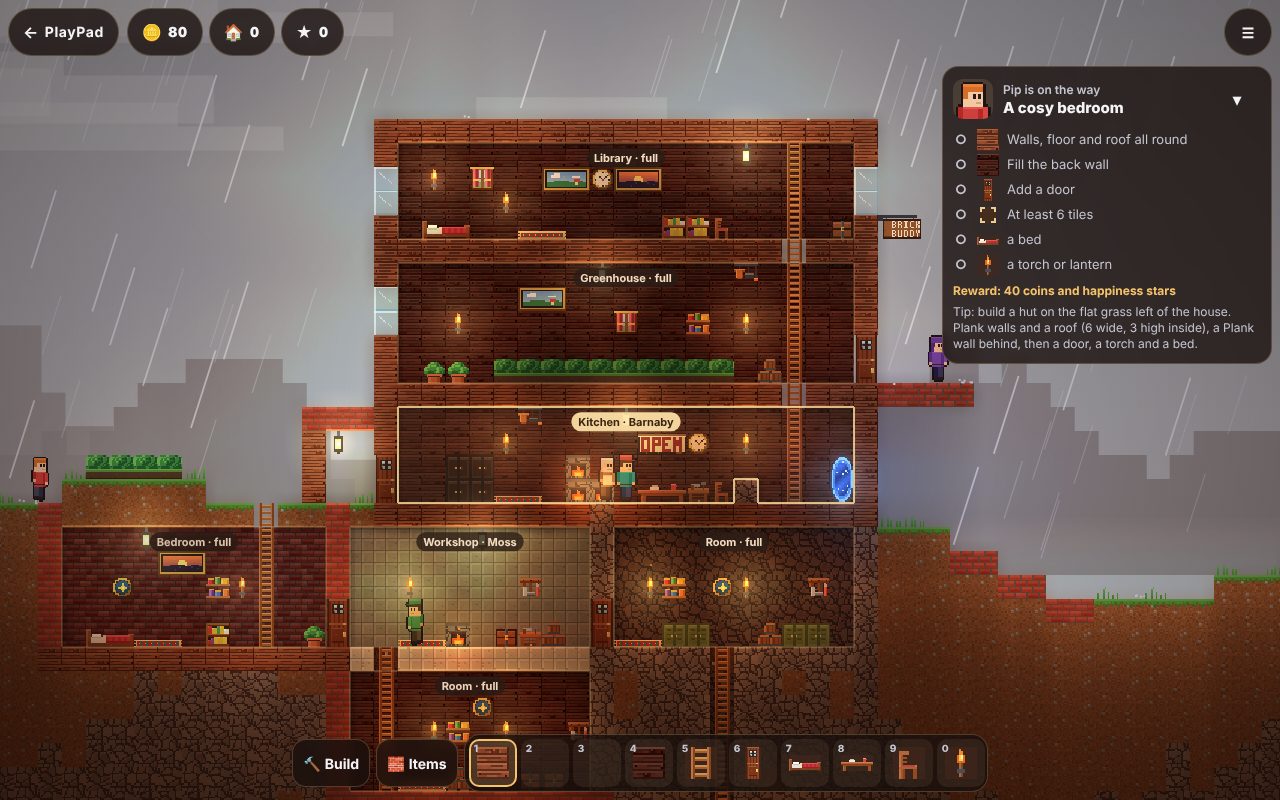 ← PlayPad
80
0
★ 0
Pip is on the way
A cosy bedroom
Walls, floor and roof all round
Fill the back wall
Add a door
At least 6 tiles
a bed
a torch or lantern
Reward: 40 coins and happiness stars
Tip: build a hut on the flat grass left of the house.
Plank walls and a roof (6 wide, 3 high inside), a Plank
wall behind, then a door, a torch and a bed.
Library · full
BRICK
BUDDY
Greenhouse · full
Kitchen · Barnaby
OPEN
Bedroom · full
Workshop · Moss
Room · full
Room · full
Build
Items
1
2
3
4
5
6
7
8
9
0